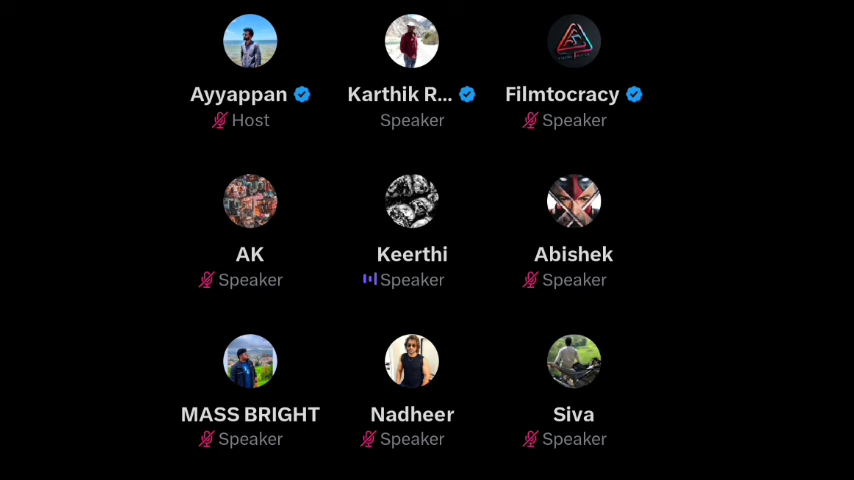 Ayyappan
Karthik R...
Filmtocracy
Host
Speaker
Speaker
AK
Keerthi
Abishek
Speaker
Speaker
Speaker
MASS BRIGHT
Nadheer
Siva
Speaker
Speaker
Speaker